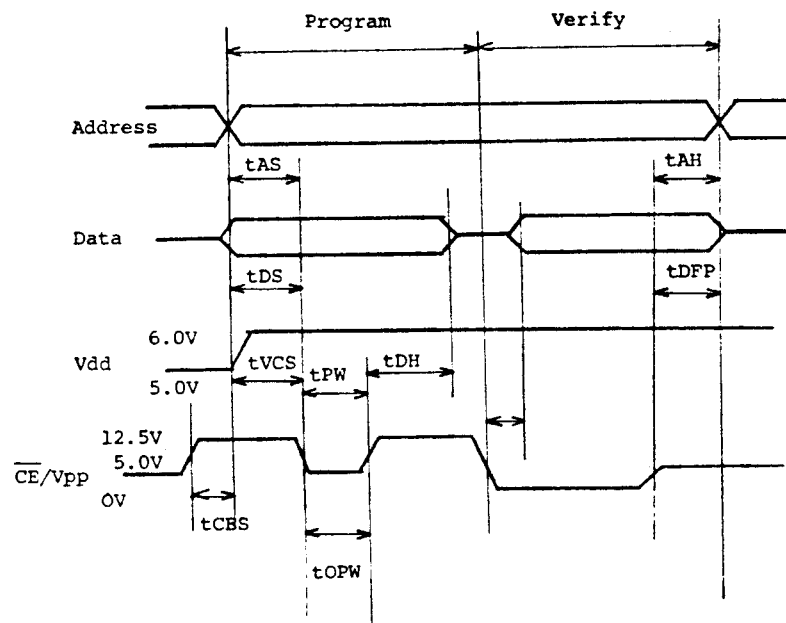 Program
Verify
Address
tAS
tAH
Data
tDS
tDFP
6.0V
Vdd
5.0V
tVCS
tPW
tDH
12.5V
5.0V
CE/Vpp
0V
tCES
tOPW